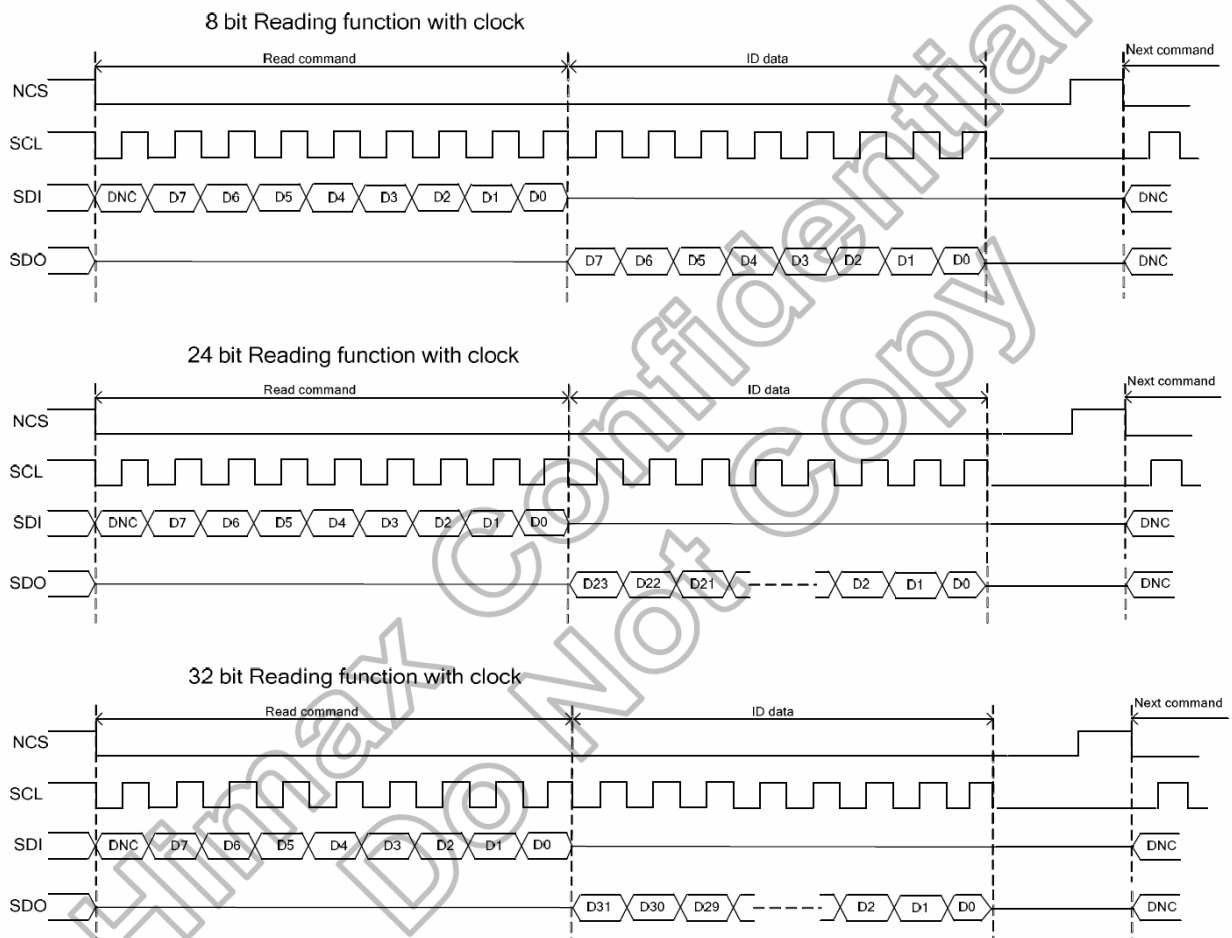 8 bit Reading function with clock
Read command ID data Next command
NCS
SCL
SDI DNC D7 D6 D5 D4 D3 D2 D1 D0 DNC
SDO D7 D6 D5 D4 D3 D2 D1 D0 DNC
24 bit Reading function with clock
Read command ID data Next command
NCS
SCL
SDI DNC D7 D6 D5 D4 D3 D2 D1 D0 DNC
SDO D23 D22 D21 D2 D1 D0 DNC
32 bit Reading function with clock
Read command ID data Next command
NCS
SCL
SDI DNC D7 D6 D5 D4 D3 D2 D1 D0 DNC
SDO D31 D30 D29 D2 D1 D0 DNC
Himax Confidential
Do Not Copy